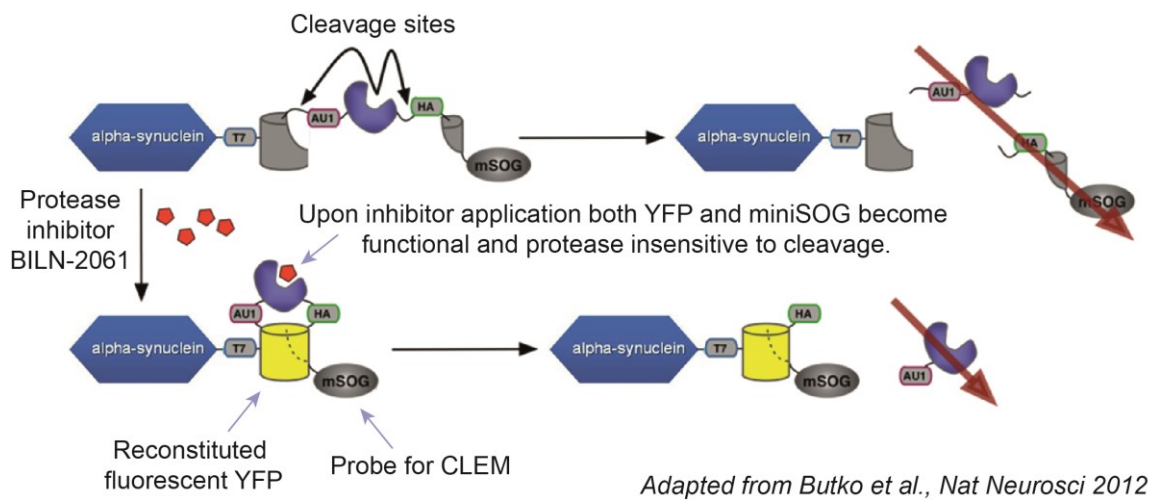 Cleavage sites
alpha-synuclein
T7
AU1
HA
mSOG
alpha-synuclein
T7
AU1
HA
mSOG
Protease
inhibitor
BILN-2061
Upon inhibitor application both YFP and miniSOG become
functional and protease insensitive to cleavage.
alpha-synuclein
T7
AU1
HA
mSOG
alpha-synuclein
T7
HA
mSOG
AU1
Reconstituted
fluorescent YFP
Probe for CLEM
Adapted from Butko et al., Nat Neurosci 2012